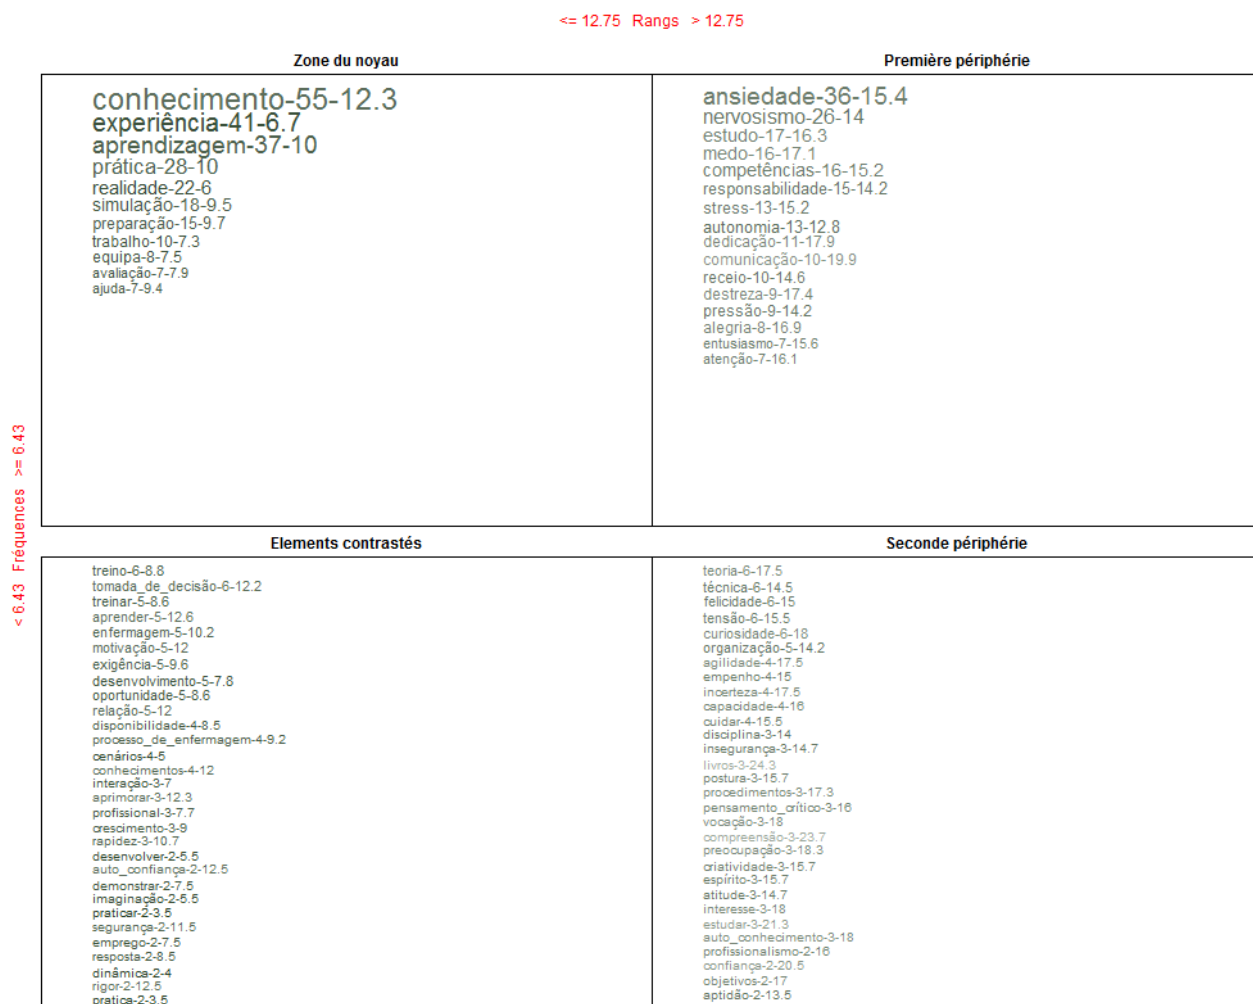 <= 12.75 Rangs > 12.75
Zone du noyau
conhecimento-55-12.3
experiência-41-6.7
aprendizagem-37-10
prática-28-10
realidade-22-6
simulação-18-9.5
preparação-15-9.7
trabalho-10-7.3
equipa-8-7.5
avaliação-7-7.9
ajuda-7-9.4
Première périphérie
ansiedade-36-15.4
nervosismo-26-14
estudo-17-16.3
medo-16-17.1
competências-16-15.2
responsabilidade-15-14.2
stress-13-15.2
autonomia-13-12.8
dedicação-11-17.9
comunicação-10-19.9
receio-10-14.6
destreza-9-17.4
pressão-9-14.2
alegria-8-16.9
entusiasmo-7-15.6
atenção-7-16.1
< 6.43 Fréquences >= 6.43
Elements contrastés
treino-6-8.8
tomada_de_decisão-6-12.2
treinar-5-8.6
aprender-5-12.6
enfermagem-5-10.2
motivação-5-12
exigência-5-9.6
desenvolvimento-5-7.8
oportunidade-5-8.6
relação-5-12
disponibilidade-4-8.5
processo_de_enfermagem-4-9.2
cenários-4-5
conhecimentos-4-12
interação-3-7
aprimorar-3-12.3
profissional-3-7.7
crescimento-3-9
rapidez-3-10.7
desenvolver-2-5.5
auto_confiança-2-12.5
demonstrar-2-7.5
imaginação-2-5.5
praticar-2-3.5
segurança-2-11.5
emprego-2-7.5
resposta-2-8.5
dinâmica-2-4
rigor-2-12.5
pratica-2-3.5
Seconde périphérie
teoria-6-17.5
técnica-6-14.5
felicidade-6-15
tensão-6-15.5
curiosidade-6-18
organização-5-14.2
agilidade-4-17.5
empenho-4-15
incerteza-4-17.5
capacidade-4-16
cuidar-4-15.5
disciplina-3-14
insegurança-3-14.7
livros-3-24.3
postura-3-15.7
procedimentos-3-17.3
pensamento_crítico-3-16
vocação-3-18
compreensão-3-23.7
preocupação-3-18.3
criatividade-3-15.7
espírito-3-15.7
atitude-3-14.7
interesse-3-18
estudar-3-21.3
auto_conhecimento-3-18
profissionalismo-2-16
confiança-2-20.5
objetivos-2-17
aptidão-2-13.5